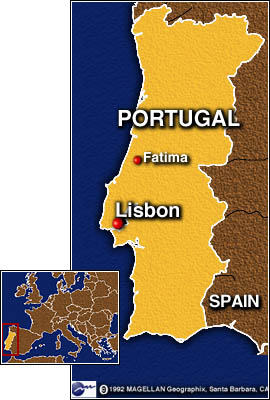 PORTUGAL
Fatima
Lisbon
SPAIN
© 1992 MAGELLAN Geographix, Santa Barbara, CA